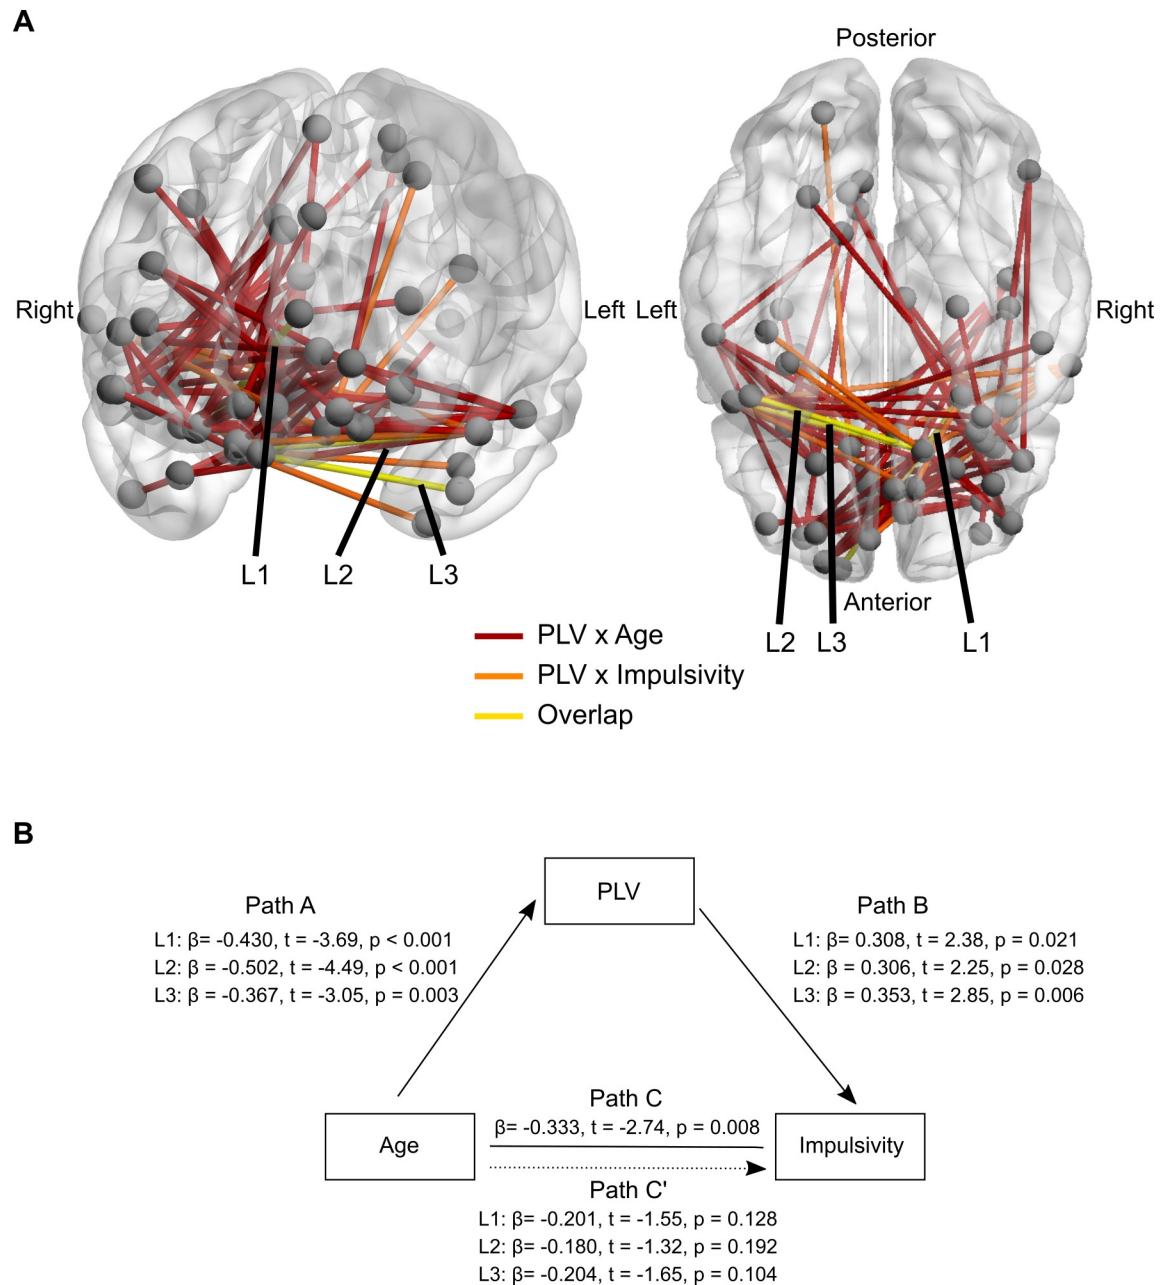 A
Posterior
Right
Left
Left
Right
Anterior
L1
L2
L3
L2
L3
L1
PLV x Age
PLV x Impulsivity
Overlap
B
PLV
Path A
L1: β= -0.430, t = -3.69, p < 0.001
L2: β = -0.502, t = -4.49, p < 0.001
L3: β = -0.367, t = -3.05, p = 0.003
Path B
L1: β= 0.308, t = 2.38, p = 0.021
L2: β = 0.306, t = 2.25, p = 0.028
L3: β = 0.353, t = 2.85, p = 0.006
Path C
β= -0.333, t = -2.74, p = 0.008
Age
Impulsivity
Path C'
L1: β= -0.201, t = -1.55, p = 0.128
L2: β= -0.180, t = -1.32, p = 0.192
L3: β= -0.204, t = -1.65, p = 0.104